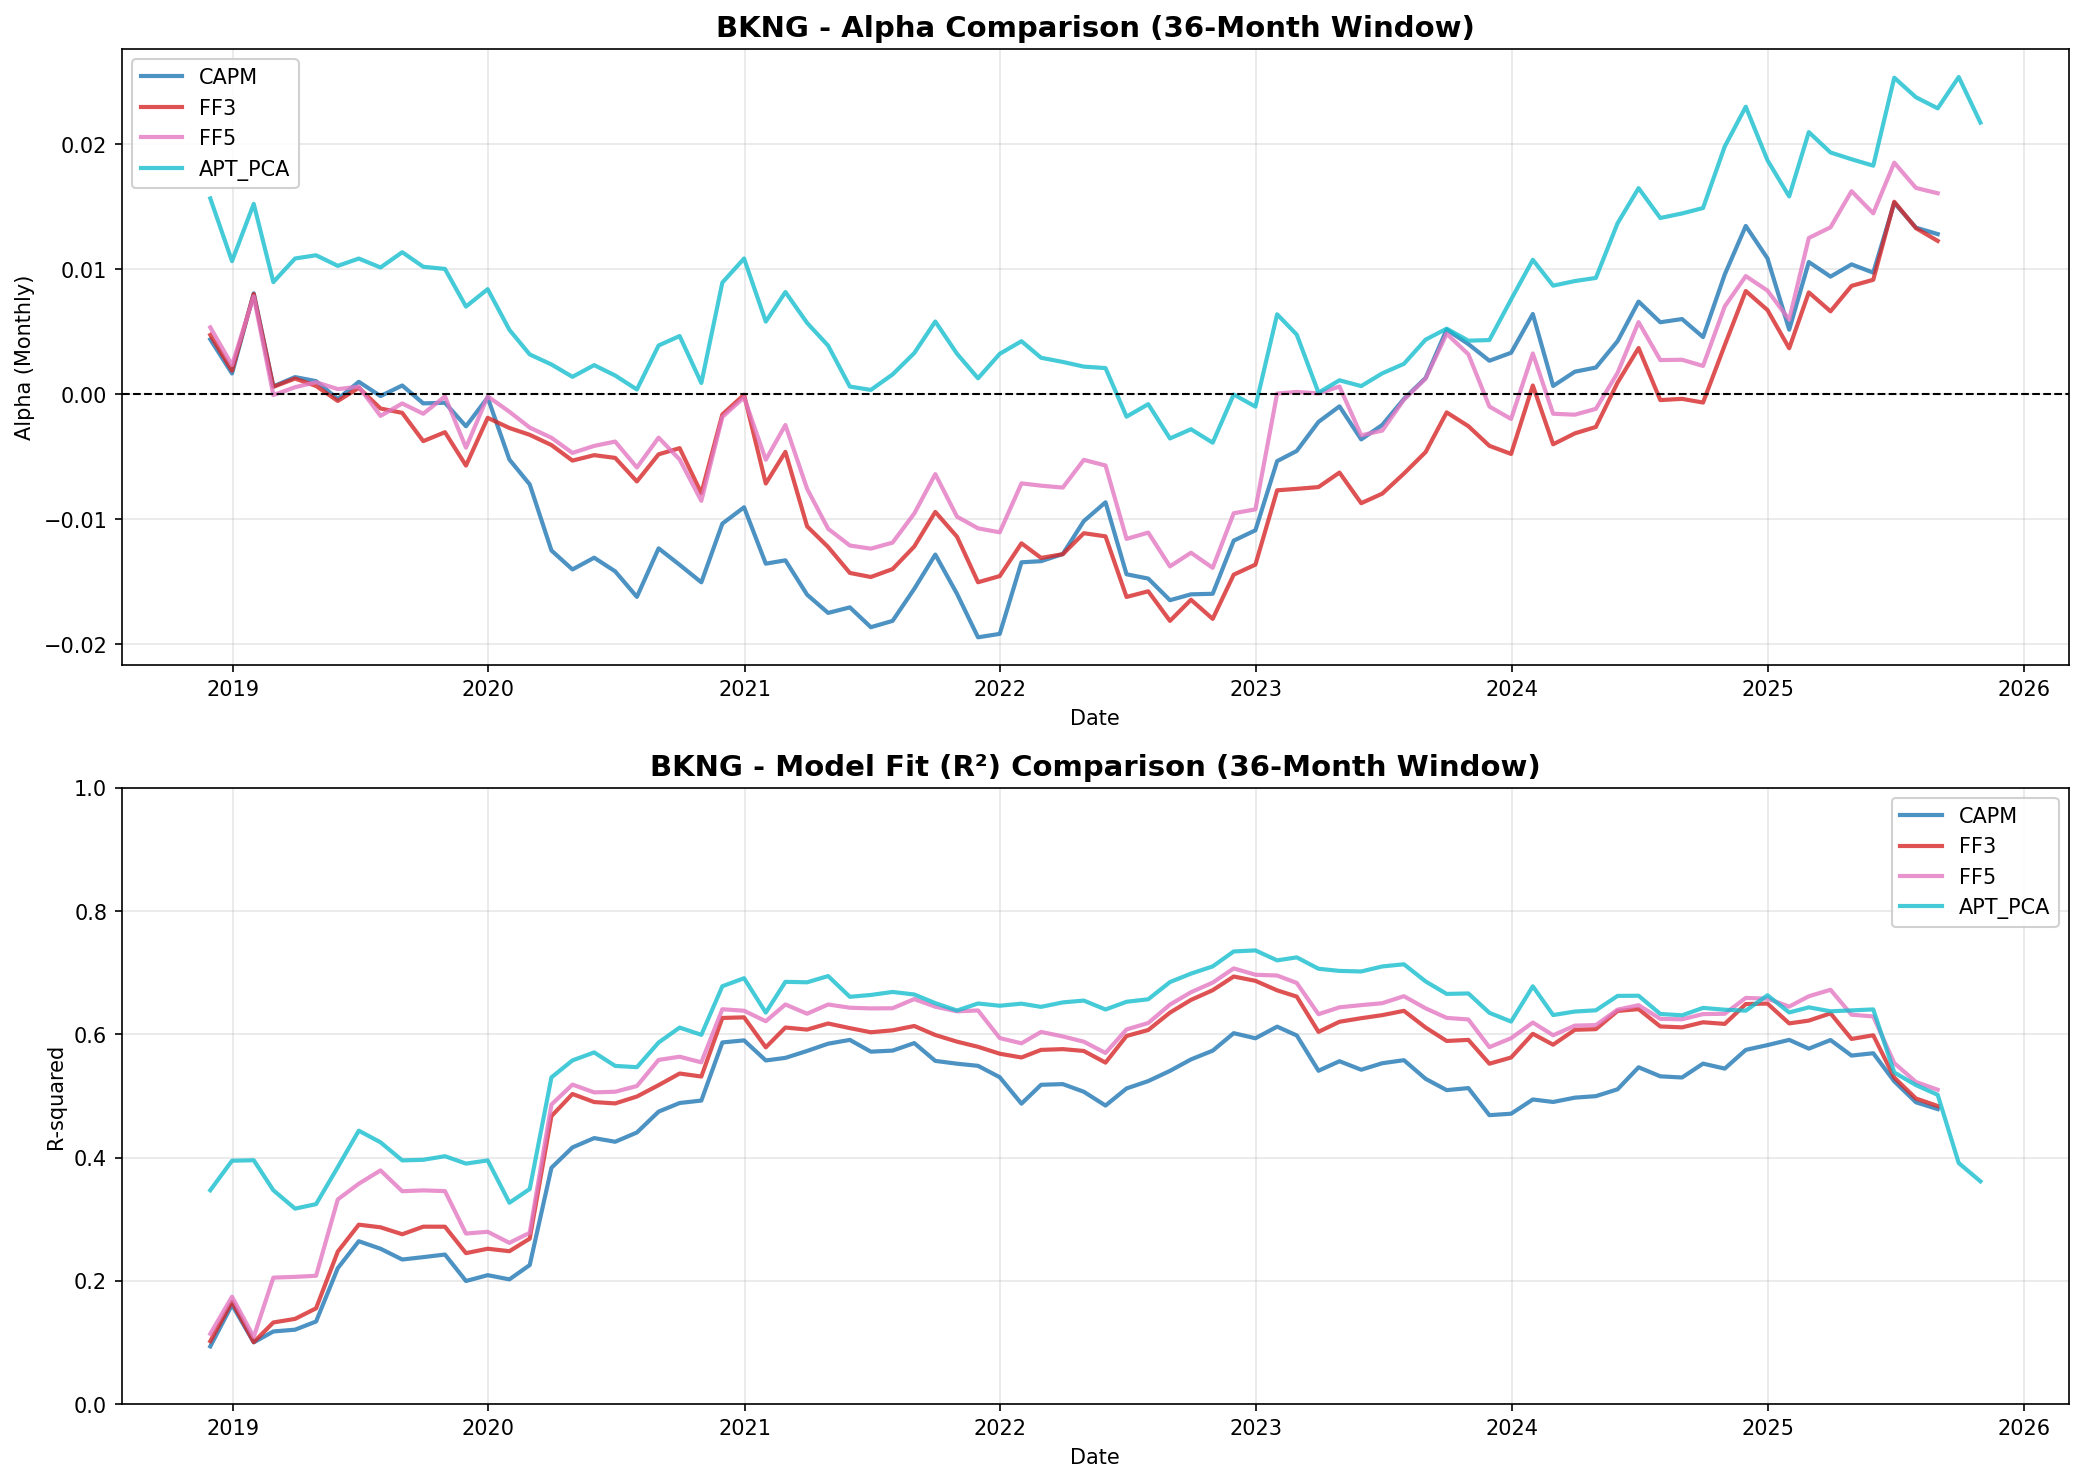 BKNG - Alpha Comparison (36-Month Window)
CAPM
FF3
FF5
APT_PCA
Alpha (Monthly)
0.02
0.01
0.00
−0.01
−0.02
2019 2020 2021 2022 2023 2024 2025 2026
Date
BKNG - Model Fit (R²) Comparison (36-Month Window)
CAPM
FF3
FF5
APT_PCA
R-squared
1.0
0.8
0.6
0.4
0.2
0.0
2019 2020 2021 2022 2023 2024 2025 2026
Date